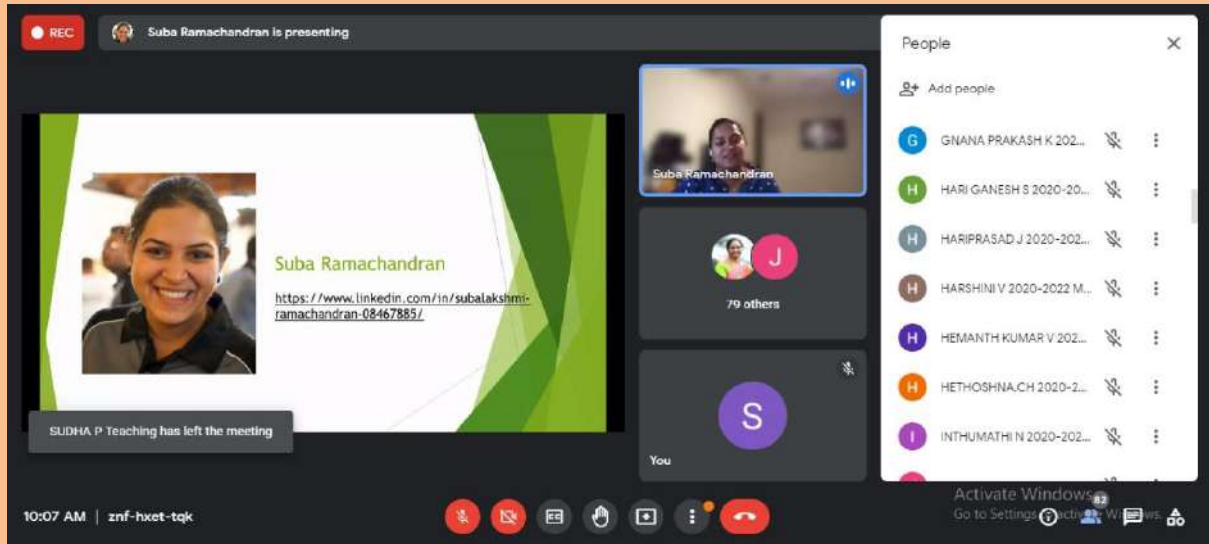 REC
Suba Ramachandran is presenting
Suba Ramachandran
https://www.linkedin.com/in/subalakshmi-
ramachandran-08467885/
SUDHA P Teaching has left the meeting
Suba Ramachandran
J
79 others
S
You
People
Add people
G GNANA PRAKASH K 202...
H HARI GANESH S 2020-20...
H HARIPRASAD J 2020-202...
H HARSHINI V 2020-2022 M...
H HEMANTH KUMAR V 202...
H HETHOSHNA.CH 2020-2...
I INTHUMATHI N 2020-202...
10:07 AM | znf-hxet-tqk
Activate Windows
Go to Settings
82